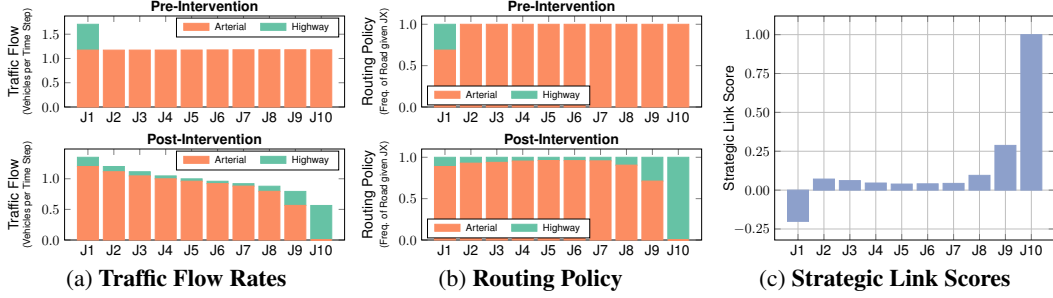 Pre-Intervention
Traffic Flow
(Vehicles per Time Step)
1.5
1.0
0.5
0.0
Arterial
Highway
J1 J2 J3 J4 J5 J6 J7 J8 J9 J10
Post-Intervention
Traffic Flow
(Vehicles per Time Step)
1.0
0.5
0.0
Arterial
Highway
J1 J2 J3 J4 J5 J6 J7 J8 J9 J10
(a) Traffic Flow Rates
Pre-Intervention
Routing Policy
(Freq. of Road given JX)
1.0
0.5
0.0
Arterial
Highway
J1 J2 J3 J4 J5 J6 J7 J8 J9 J10
Post-Intervention
Routing Policy
(Freq. of Road given JX)
1.0
0.5
0.0
Arterial
Highway
J1 J2 J3 J4 J5 J6 J7 J8 J9 J10
(b) Routing Policy
Strategic Link Score
1.00
0.75
0.50
0.25
0.00
−0.25
J1 J2 J3 J4 J5 J6 J7 J8 J9 J10
(c) Strategic Link Scores